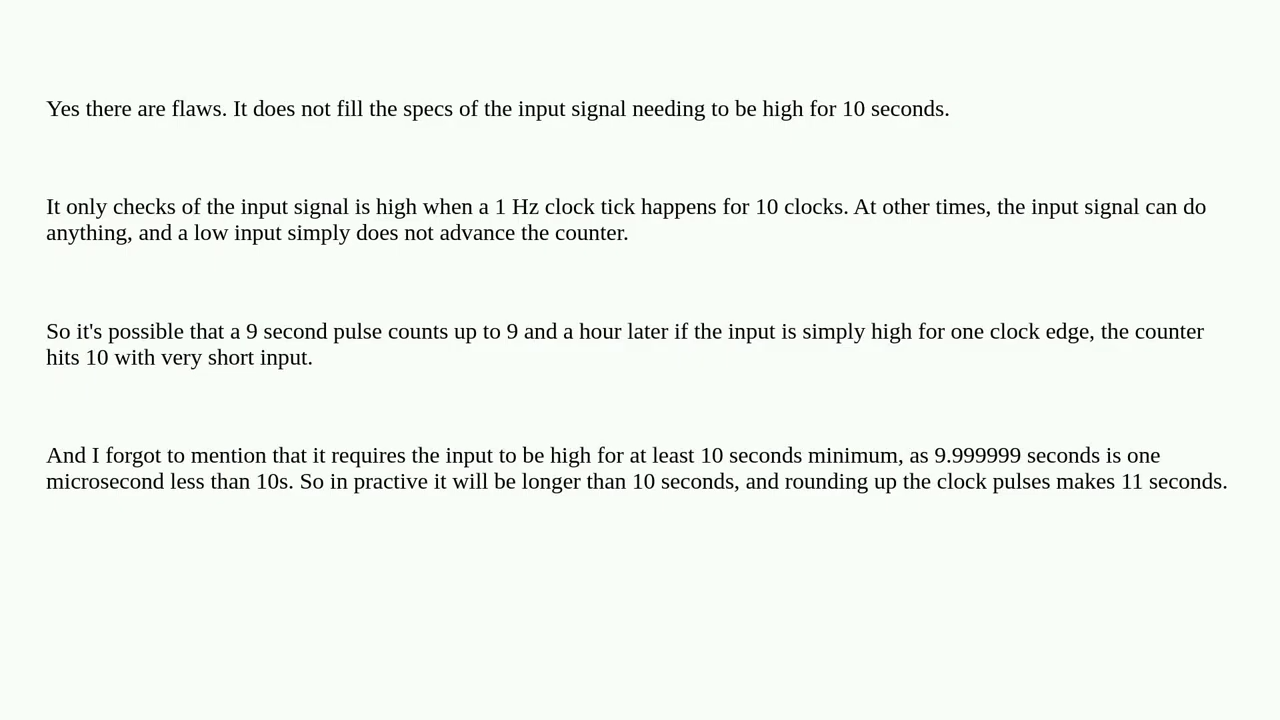 Yes there are flaws. It does not fill the specs of the input signal needing to be high for 10 seconds.
It only checks of the input signal is high when a 1 Hz clock tick happens for 10 clocks. At other times, the input signal can do
anything, and a low input simply does not advance the counter.
So it's possible that a 9 second pulse counts up to 9 and a hour later if the input is simply high for one clock edge, the counter
hits 10 with very short input.
And I forgot to mention that it requires the input to be high for at least 10 seconds minimum, as 9.999999 seconds is one
microsecond less than 10s. So in practive it will be longer than 10 seconds, and rounding up the clock pulses makes 11 seconds.